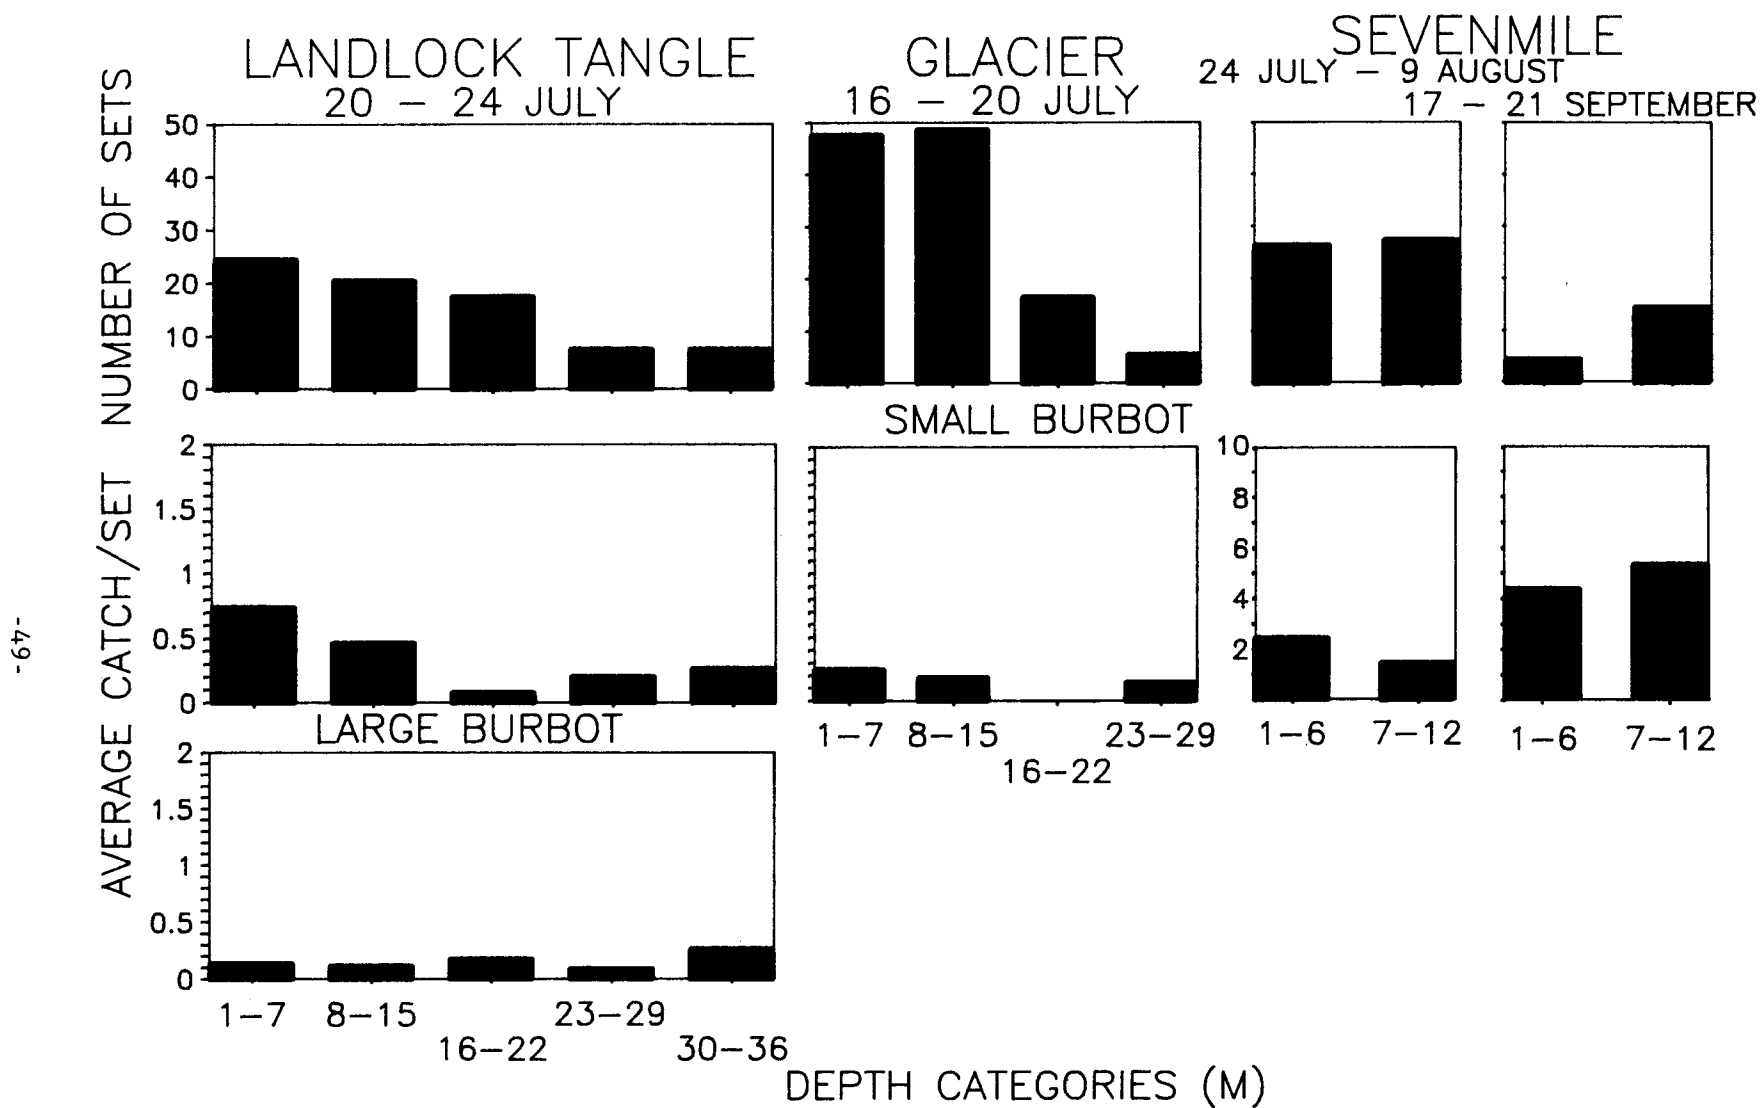 LANDLOCK TANGLE
20 – 24 JULY
GLACIER
16 – 20 JULY
SEVENMILE
24 JULY – 9 AUGUST
17 – 21 SEPTEMBER
NUMBER OF SETS
50
40
30
20
10
0
SMALL BURBOT
AVERAGE CATCH/SET
2
1.5
1
0.5
0
10
8
6
4
2
1–7 8–15 23–29
16–22
1–6 7–12
1–6 7–12
LARGE BURBOT
2
1.5
1
0.5
0
1–7 8–15 23–29
16–22 30–36
DEPTH CATEGORIES (M)
-49-